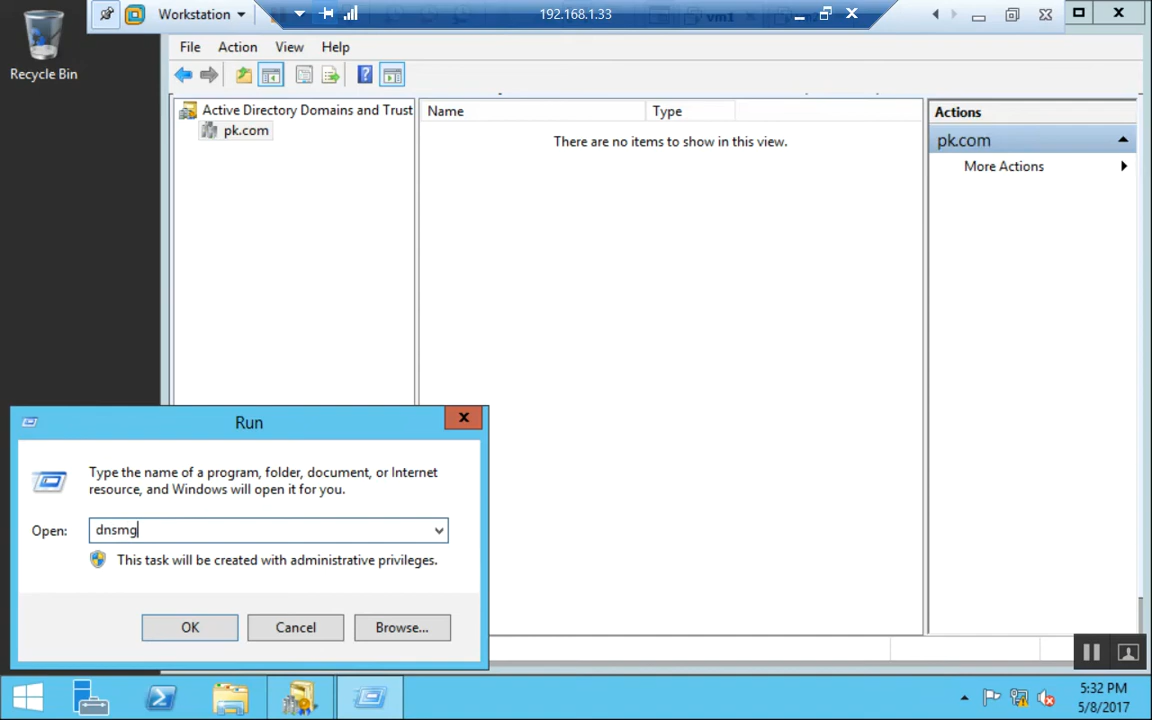 Workstation
192.168.1.33
vm1
Recycle Bin
File Action View Help
Active Directory Domains and Trust
pk.com
Name Type
There are no items to show in this view.
Actions
pk.com
More Actions
Run
Type the name of a program, folder, document, or Internet
resource, and Windows will open it for you.
Open: dnsmg
This task will be created with administrative privileges.
OK Cancel Browse...
5:32 PM
5/8/2017